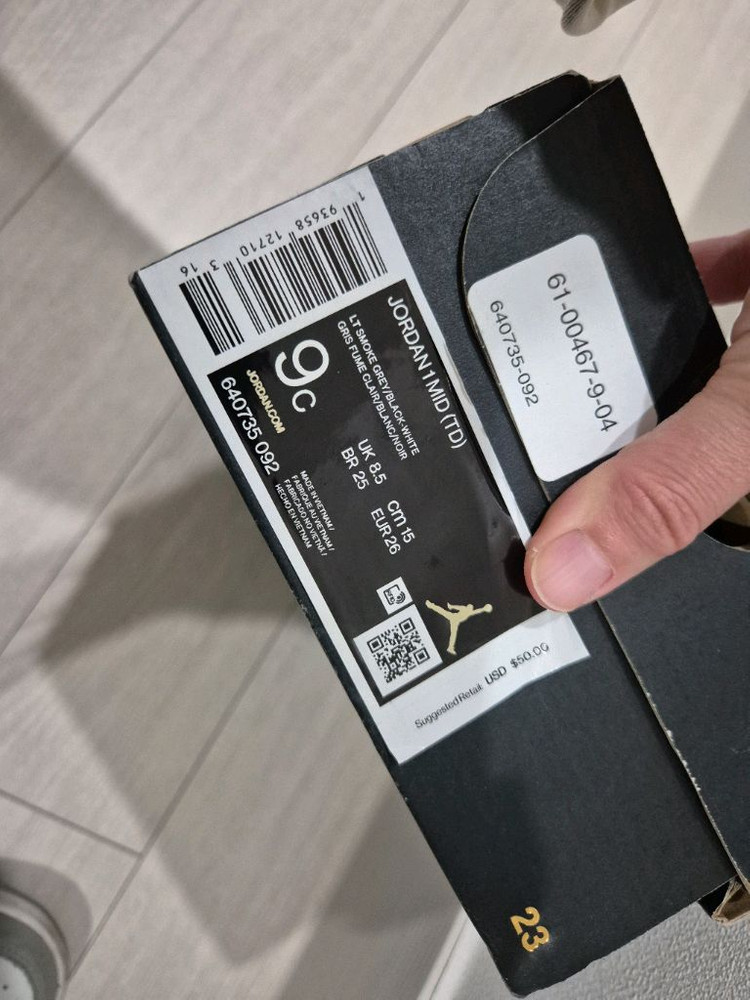 1 93658 12710 3 16
JORDAN 1 MID (TD)
LT SMOKE GREY/BLACK-WHITE
GRIS FUME CLAIR/BLANC/NOIR
9C
UK 8.5
cm 15
BR 25
EUR 26
JORDAN.COM
640735 092
MADE IN VIETNAM /
FABRIQUE AU VIETNAM /
FABRICADO NO VIETNÃ /
HECHO EN VIETNAM
Suggested Retail: USD $50.00
61-00467-9-04
640735-092
23